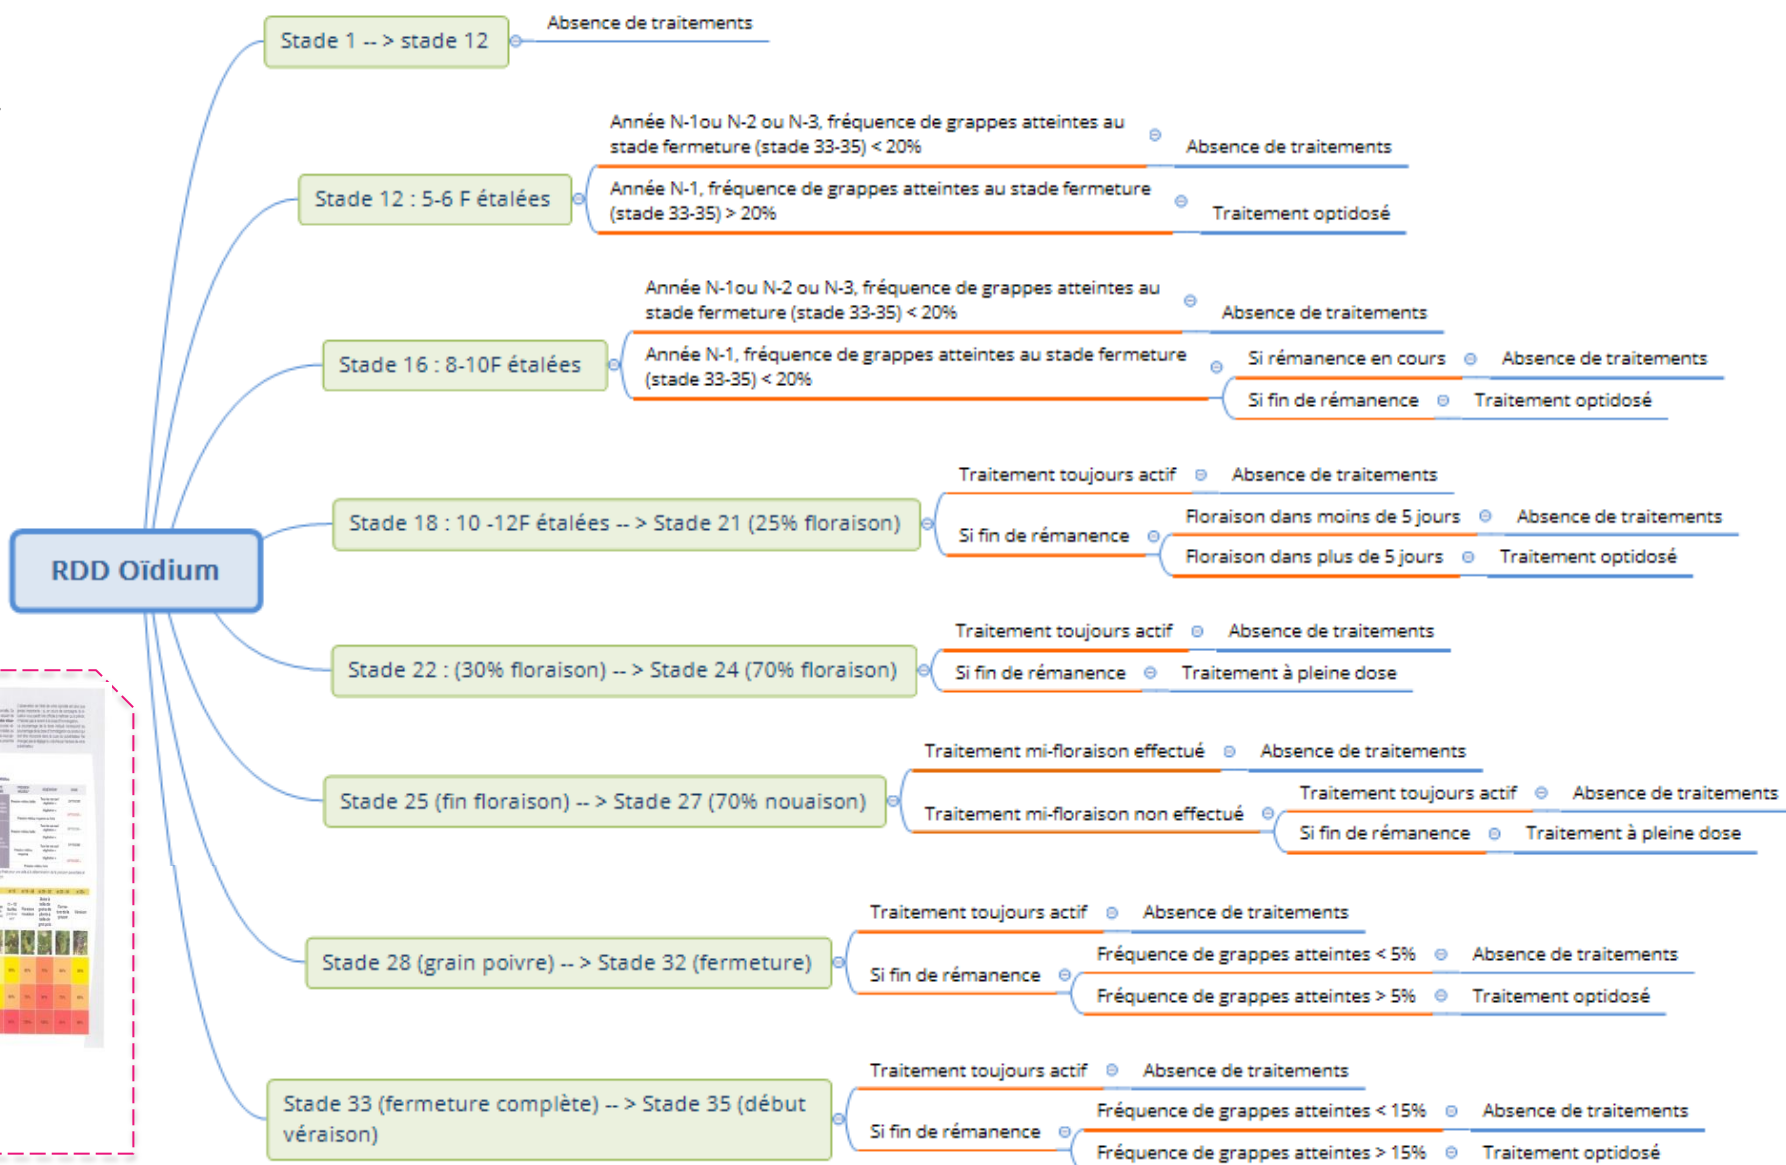 Stade 1 -- > stade 12
Absence de traitements
Année N-1ou N-2 ou N-3, fréquence de grappes atteintes au
stade fermeture (stade 33-35) < 20%
Absence de traitements
Stade 12 : 5-6 F étalées
Année N-1, fréquence de grappes atteintes au stade fermeture
(stade 33-35) > 20%
Traitement optidosé
Année N-1ou N-2 ou N-3, fréquence de grappes atteintes au
stade fermeture (stade 33-35) < 20%
Absence de traitements
Stade 16 : 8-10F étalées
Année N-1, fréquence de grappes atteintes au stade fermeture
(stade 33-35) < 20%
Si rémanence en cours
Absence de traitements
Si fin de rémanence
Traitement optidosé
Stade 18 : 10 -12F étalées -- > Stade 21 (25% floraison)
Traitement toujours actif
Absence de traitements
Si fin de rémanence
Floraison dans moins de 5 jours
Absence de traitements
Floraison dans plus de 5 jours
Traitement optidosé
RDD Oïdium
Stade 22 : (30% floraison) -- > Stade 24 (70% floraison)
Traitement toujours actif
Absence de traitements
Si fin de rémanence
Traitement à pleine dose
Stade 25 (fin floraison) -- > Stade 27 (70% nouaison)
Traitement mi-floraison effectué
Absence de traitements
Traitement mi-floraison non effectué
Traitement toujours actif
Absence de traitements
Si fin de rémanence
Traitement à pleine dose
Stade 28 (grain poivre) -- > Stade 32 (fermeture)
Traitement toujours actif
Absence de traitements
Si fin de rémanence
Fréquence de grappes atteintes < 5%
Absence de traitements
Fréquence de grappes atteintes > 5%
Traitement optidosé
Stade 33 (fermeture complète) -- > Stade 35 (début
véraison)
Traitement toujours actif
Absence de traitements
Si fin de rémanence
Fréquence de grappes atteintes < 15%
Absence de traitements
Fréquence de grappes atteintes > 15%
Traitement optidosé